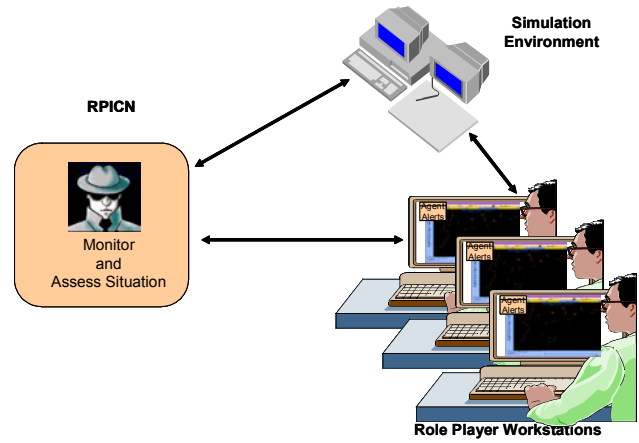 Simulation
Environment
RPICN
Monitor
and
Assess Situation
Agent
Alerts
Agent
Alerts
Agent
Alerts
Role Player Workstations